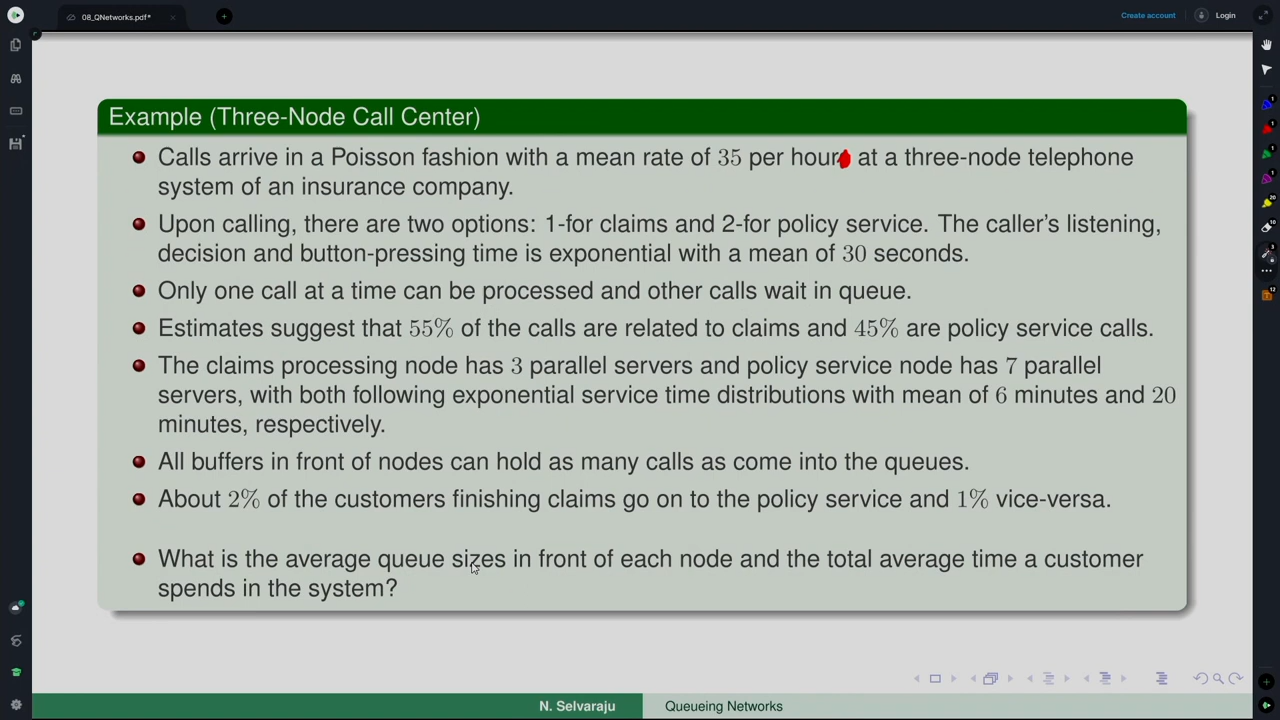 08_QNetworks.pdf*
Create account
Login
Example (Three-Node Call Center)
Calls arrive in a Poisson fashion with a mean rate of 35 per hour at a three-node telephone
system of an insurance company.
Upon calling, there are two options: 1-for claims and 2-for policy service. The caller's listening,
decision and button-pressing time is exponential with a mean of 30 seconds.
Only one call at a time can be processed and other calls wait in queue.
Estimates suggest that 55% of the calls are related to claims and 45% are policy service calls.
The claims processing node has 3 parallel servers and policy service node has 7 parallel
servers, with both following exponential service time distributions with mean of 6 minutes and 20
minutes, respectively.
All buffers in front of nodes can hold as many calls as come into the queues.
About 2% of the customers finishing claims go on to the policy service and 1% vice-versa.
What is the average queue sizes in front of each node and the total average time a customer
spends in the system?
N. Selvaraju
Queueing Networks